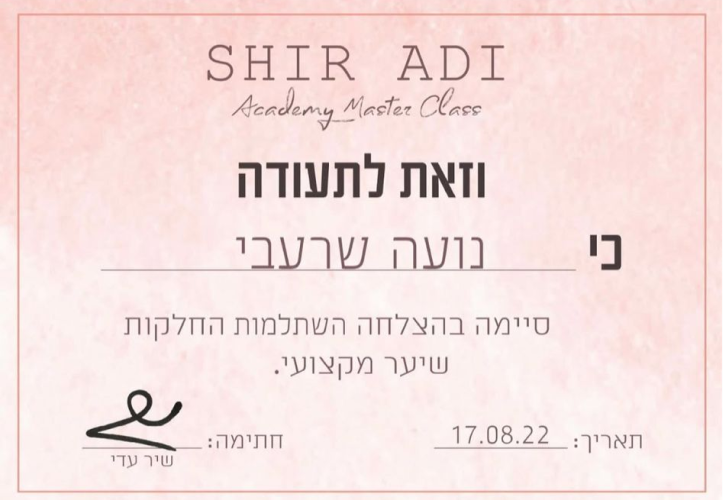 SHIR ADI
Academy Master Class
וזאת לתעודה
כי נועה שרעבי
סיימה בהצלחה השתלמות החלקות
שיער מקצועי.
תאריך: 17.08.22
חתימה:
שיר עדי